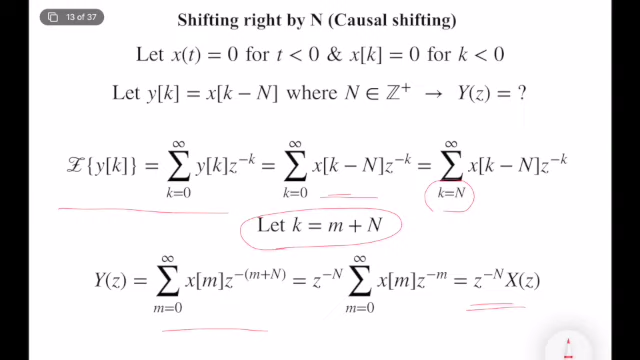 13 of 37
Shifting right by N (Causal shifting)
Let x(t) = 0 for t < 0 & x[k] = 0 for k < 0
Let y[k] = x[k − N] where N ∈ ℤ⁺ → Y(z) = ?
𝒵{y[k]} = ∑_{k=0}^{∞} y[k]z^{−k} = ∑_{k=0}^{∞} x[k − N]z^{−k} = ∑_{k=N}^{∞} x[k − N]z^{−k}
Let k = m + N
Y(z) = ∑_{m=0}^{∞} x[m]z^{−(m+N)} = z^{−N} ∑_{m=0}^{∞} x[m]z^{−m} = z^{−N}X(z)